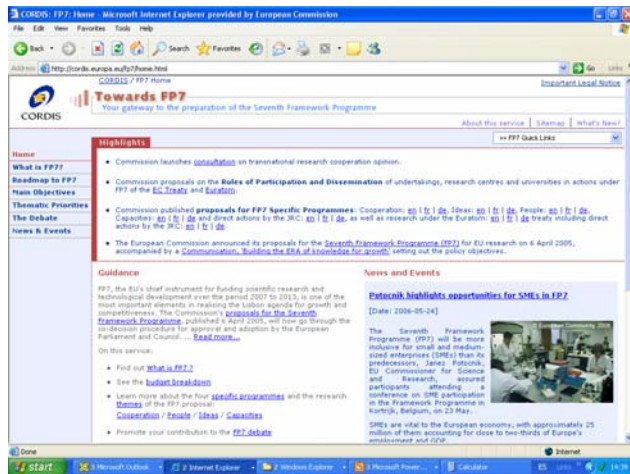 CORDIS: FP7: Home - Microsoft Internet Explorer provided by European Commission
File Edit View Favorites Tools Help
Back Search Favorites
Address http://cordis.europa.eu/fp7/home.html Go Links
CORDIS / FP7 Home
Important Legal Notice
CORDIS
Towards FP7
Your gateway to the preparation of the Seventh Framework Programme
About this service | Sitemap | What's New?
>> FP7 Quick Links
Home
What is FP7?
Roadmap to FP7
Main Objectives
Thematic Priorities
The Debate
News & Events
Highlights
Commission launches consultation on transnational research cooperation opinion.
Commission proposals on the Rules of Participation and Dissemination of undertakings, research centres and universities in actions under
FP7 of the EC Treaty and Euratom.
Commission published proposals for FP7 Specific Programmes: Cooperation: en | fr | de, Ideas: en | fr | de, People: en | fr | de,
Capacities: en | fr | de and direct actions by the JRC: en | fr | de, as well as research under the Euratom: en | fr | de treaty including direct
actions by the JRC: en | fr | de.
The European Commission announced its proposals for the Seventh Framework Programme (FP7) for EU research on 6 April 2005,
accompanied by a Communication, 'Building the ERA of knowledge
for growth' setting out the policy objectives.
Guidance
FP7, the EU's chief instrument for funding scientific research and
technological development over the period 2007 to 2013, is one of the
most important elements in realising the Lisbon agenda for growth and
competitiveness. The Commission's proposals for the Seventh
Framework Programme, published 6 April 2005, will now go through the
co-decision procedure for approval and adoption by the European
Parliament and Council. ... Read more...
On this service:
Find out What is FP7 ?
See the budget breakdown
Learn more about the four specific programmes and the research
themes of the FP7 proposal:
Cooperation / People / Ideas / Capacities
Promote your contribution to the FP7 debate
News and Events
Potocnik highlights opportunities for SMEs in FP7
[Date: 2006-05-24]
© European Community 2005
The Seventh Framework
Programme (FP7) will be more
inclusive for small and medium-
sized enterprises (SMEs) than its
predecessors, Janez Potocnik,
EU Commissioner for Science
and Research, assured
participants attending a
conference on SME participation
in the Framework Programme in
Kortrijk, Belgium, on 23 May.
SMEs are vital to the European economy, with approximately 25
million of them accounting for close to two-thirds of Europe's
employment and GDP.
Done Internet
start 3 Microsoft Outlook 2 Internet Explorer 2 Windows Explorer 3 Microsoft Power... Calculator ES